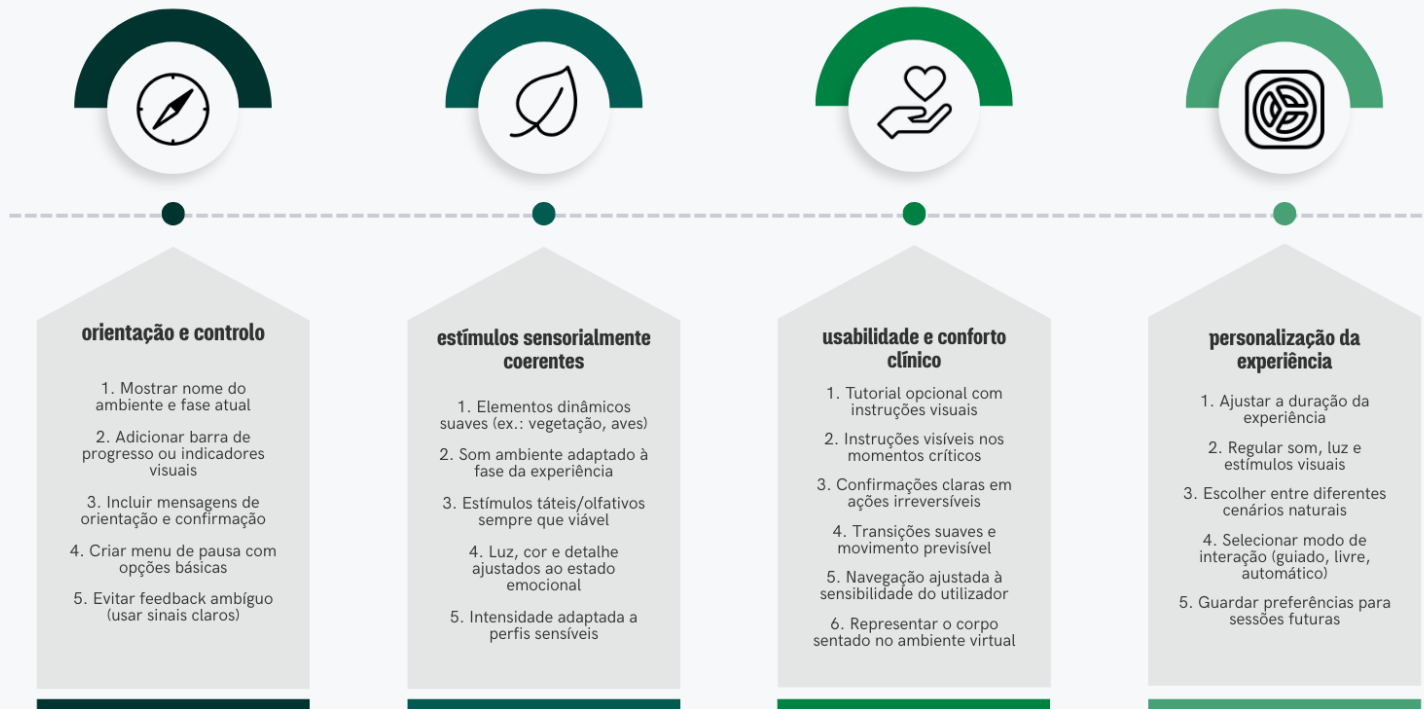 orientação e controlo
1. Mostrar nome do
ambiente e fase atual
2. Adicionar barra de
progresso ou indicadores
visuais
3. Incluir mensagens de
orientação e confirmação
4. Criar menu de pausa com
opções básicas
5. Evitar feedback ambíguo
(usar sinais claros)
estímulos sensorialmente
coerentes
1. Elementos dinâmicos
suaves (ex.: vegetação, aves)
2. Som ambiente adaptado à
fase da experiência
3. Estímulos táteis/olfativos
sempre que viável
4. Luz, cor e detalhe
ajustados ao estado
emocional
5. Intensidade adaptada a
perfis sensíveis
usabilidade e conforto
clínico
1. Tutorial opcional com
instruções visuais
2. Instruções visíveis nos
momentos críticos
3. Confirmações claras em
ações irreversíveis
4. Transições suaves e
movimento previsível
5. Navegação ajustada à
sensibilidade do utilizador
6. Representar o corpo
sentado no ambiente virtual
personalização da
experiência
1. Ajustar a duração da
experiência
2. Regular som, luz e
estímulos visuais
3. Escolher entre diferentes
cenários naturais
4. Selecionar modo de
interação (guiado, livre,
automático)
5. Guardar preferências para
sessões futuras